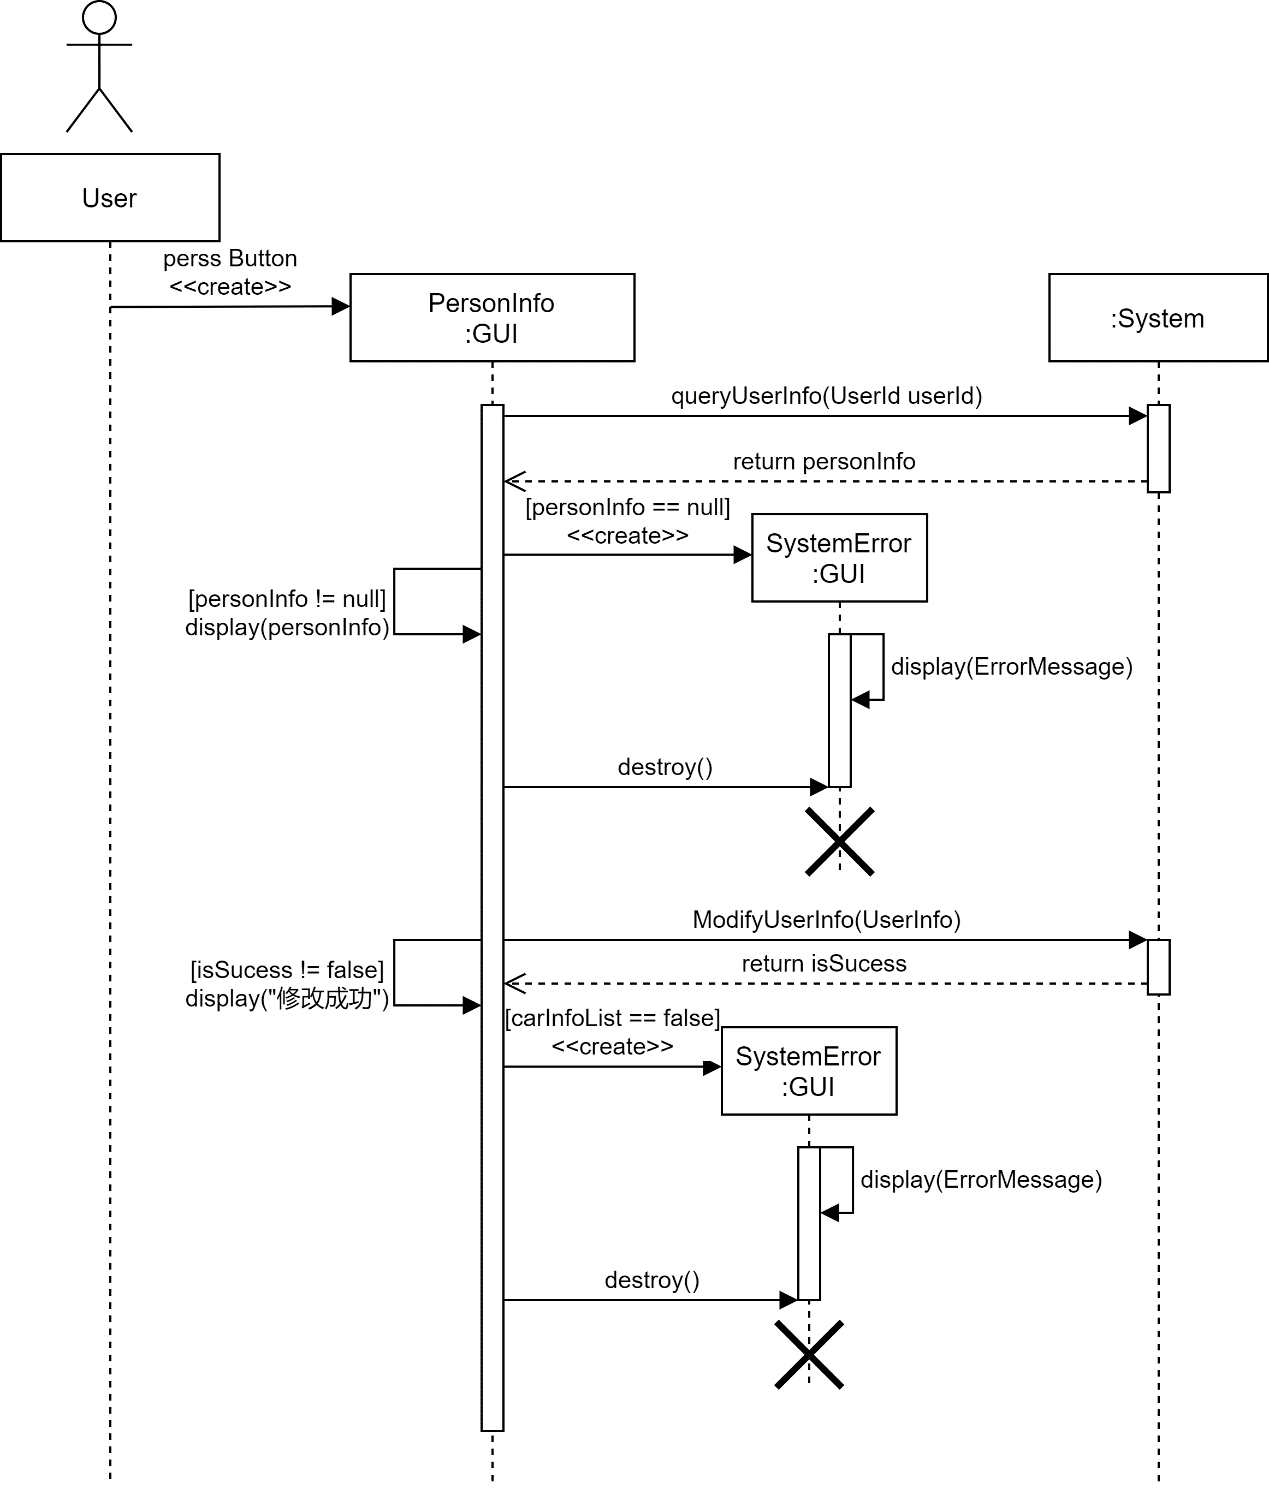 User
perss Button
<<create>>
PersonInfo
:GUI
:System
queryUserInfo(UserId userId)
return personInfo
[personInfo == null]
<<create>>
SystemError
:GUI
[personInfo != null]
display(personInfo)
display(ErrorMessage)
destroy()
ModifyUserInfo(UserInfo)
return isSucess
[isSucess != false]
display("修改成功")
[carInfoList == false]
<<create>>
SystemError
:GUI
display(ErrorMessage)
destroy()